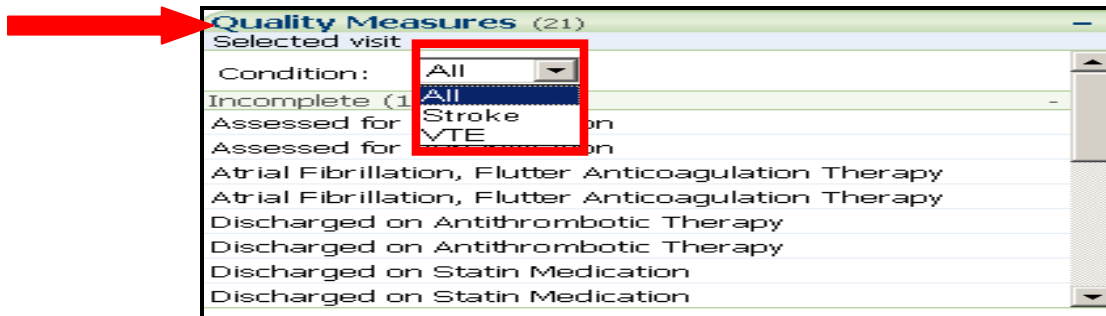 Quality Measures (21)
Selected visit
Condition: All
All
Stroke
VTE
Incomplete (1
Assessed for on
Assessed for on
Atrial Fibrillation, Flutter Anticoagulation Therapy
Atrial Fibrillation, Flutter Anticoagulation Therapy
Discharged on Antithrombotic Therapy
Discharged on Antithrombotic Therapy
Discharged on Statin Medication
Discharged on Statin Medication